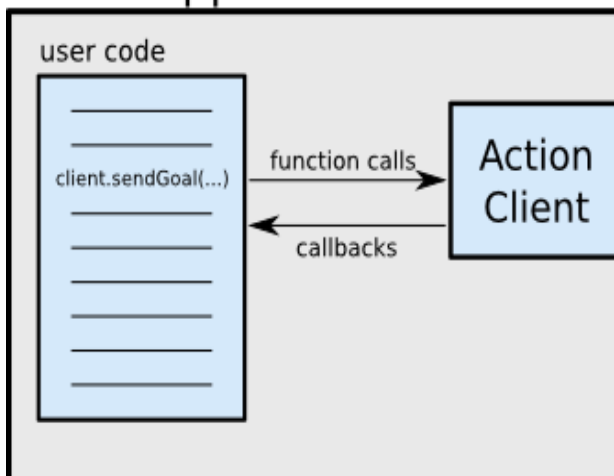 user code
client.sendGoal(...)
function calls
callbacks
Action
Client